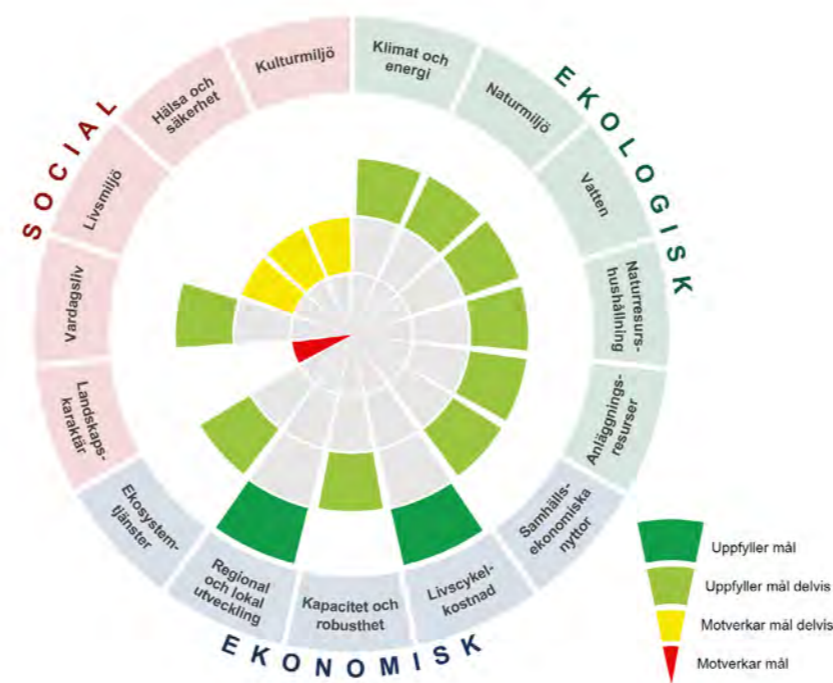 SOCIAL
EKOLOGISK
EKONOMISK
Klimat och
energi
Naturmiljö
Vatten
Naturresurs-
hushållning
Anläggnings-
resurser
Samhälls-
ekonomiska
nyttor
Livscykel-
kostnad
Kapacitet och
robusthet
Regional
och lokal
utveckling
Ekosystem-
tjänster
Landskaps-
karaktär
Vardagsliv
Livsmiljö
Hälsa och
säkerhet
Kulturmiljö
Uppfyller mål
Uppfyller mål delvis
Motverkar mål delvis
Motverkar mål